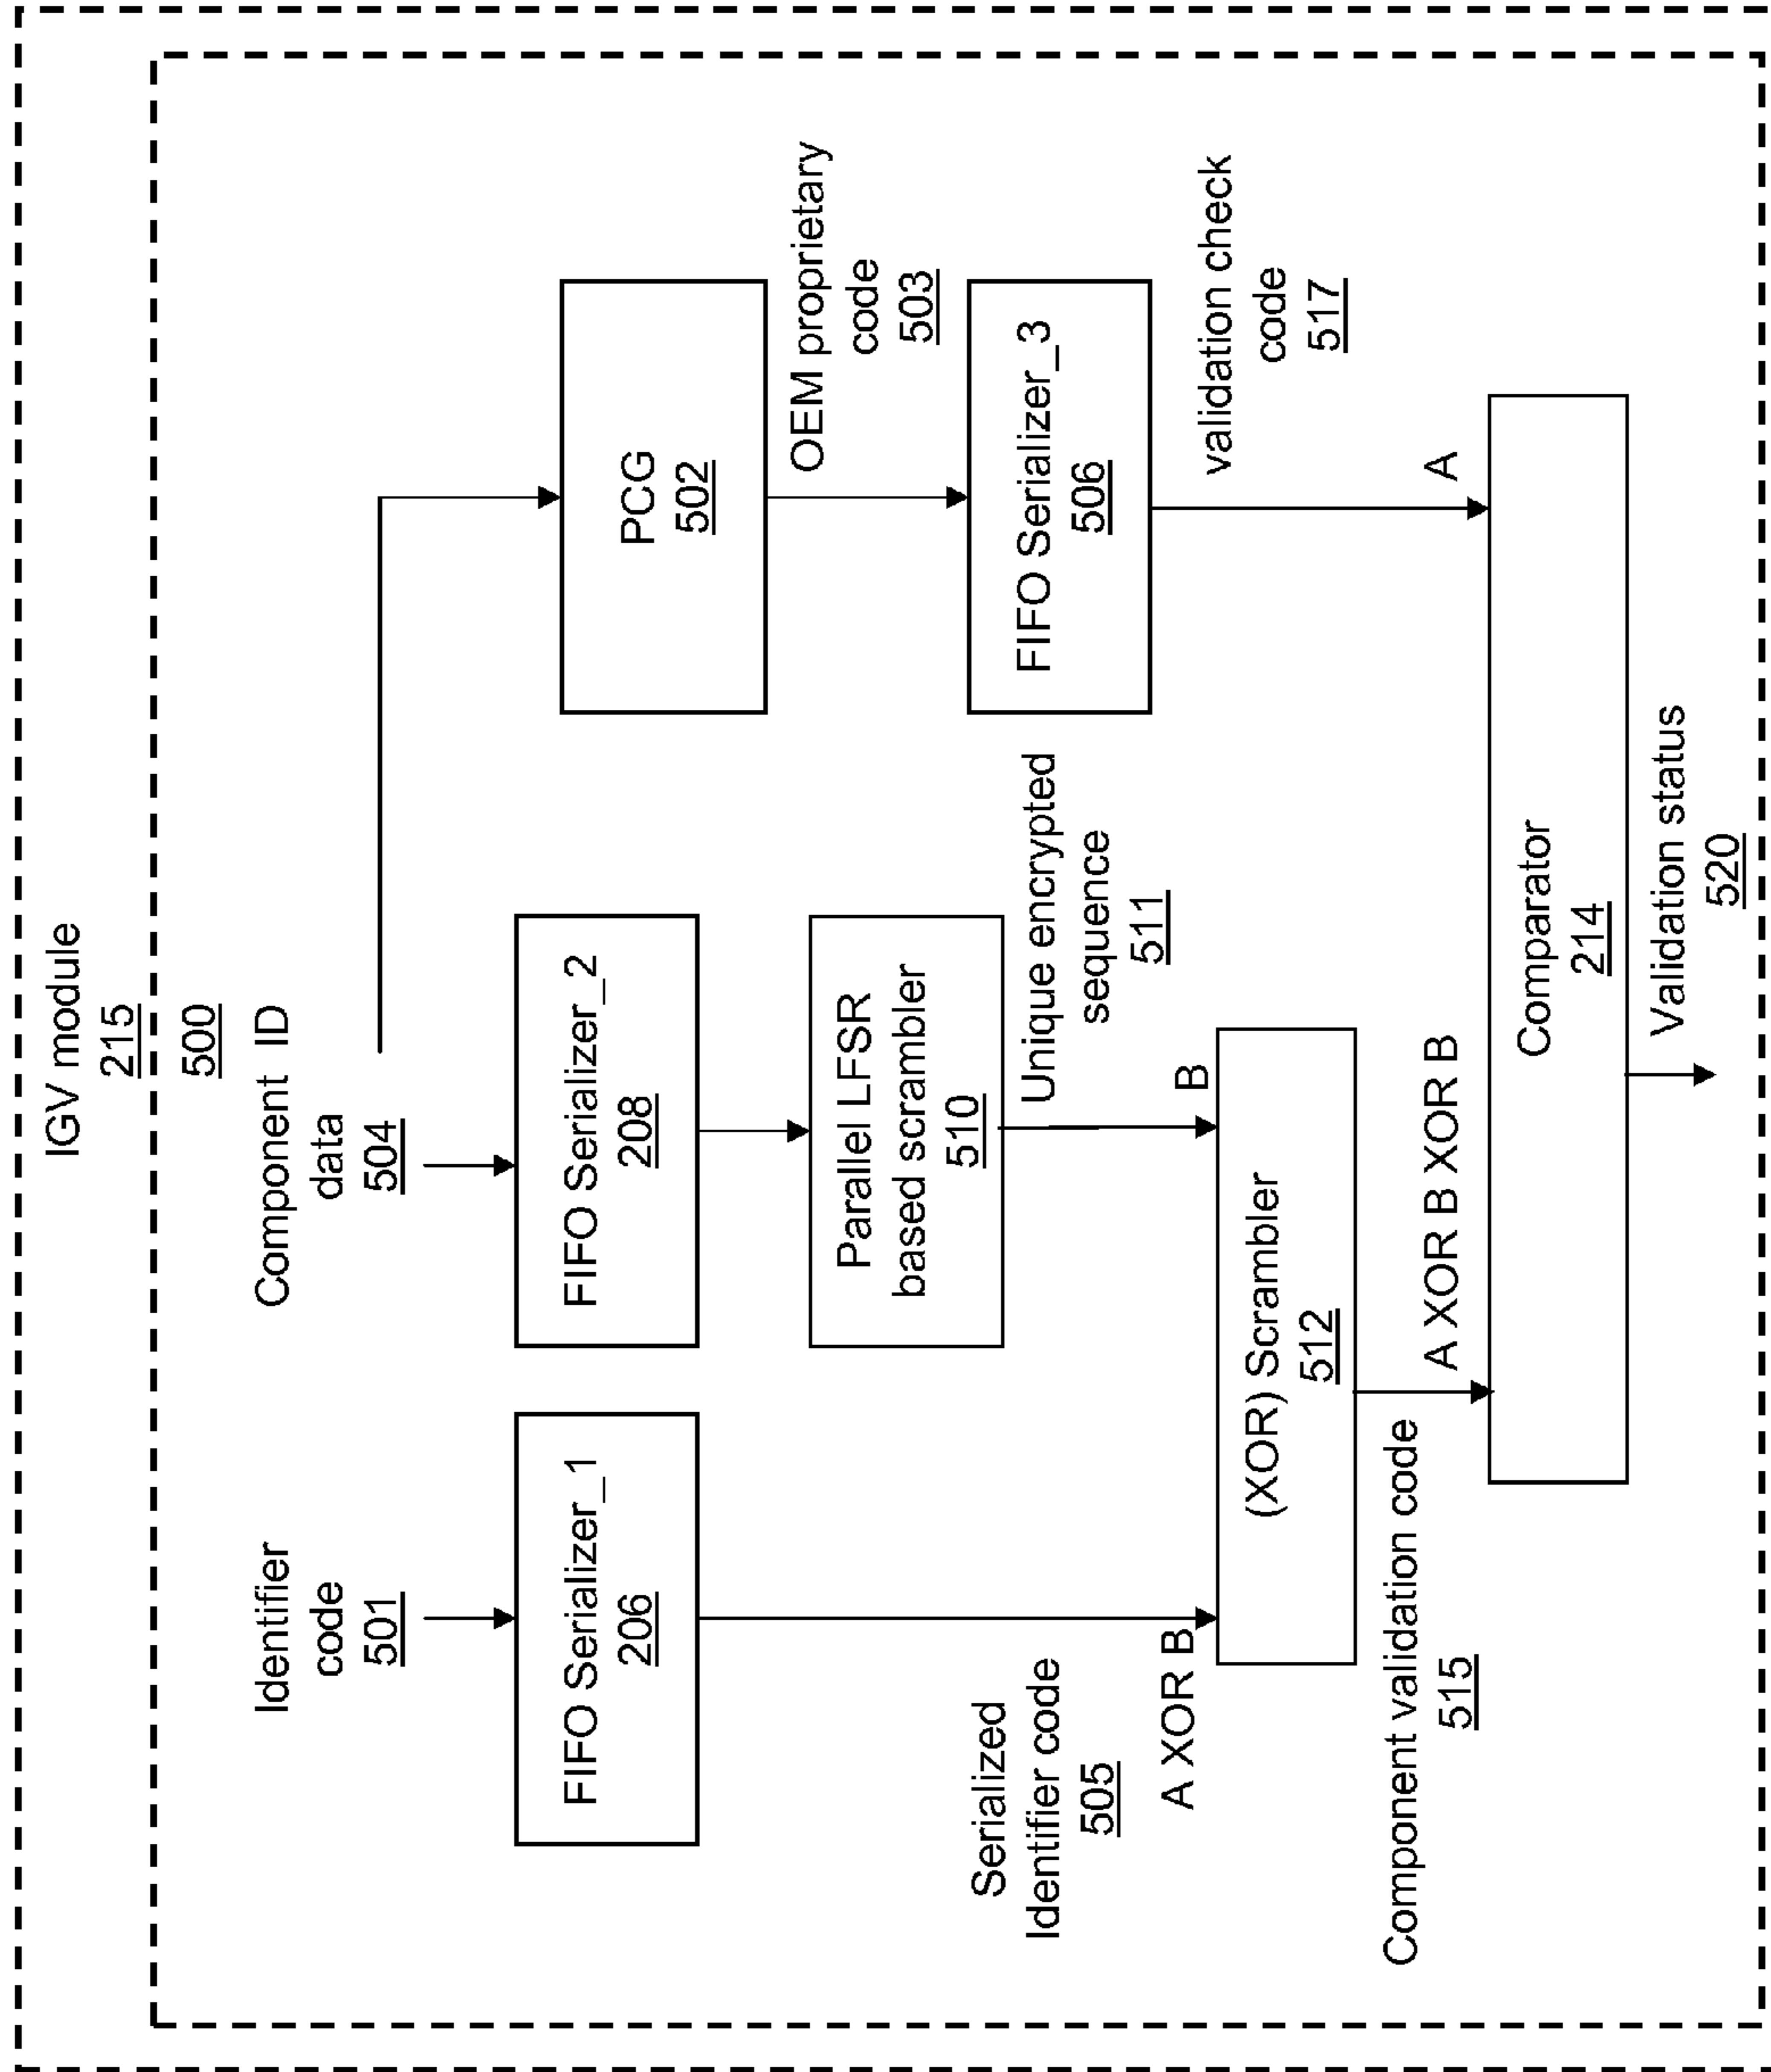 IGV module
215
500
Identifier
code
501
Component ID
data
504
FIFO Serializer_1
206
FIFO Serializer_2
208
PCG
502
OEM proprietary
code
503
Parallel LFSR
based scrambler
510
FIFO Serializer_3
506
Serialized
Identifier code
505
Unique encrypted
sequence
511
A XOR B
B
validation check
code
517
(XOR) Scrambler
512
Component validation code
515
A XOR B XOR B
A
Comparator
214
Validation status
520